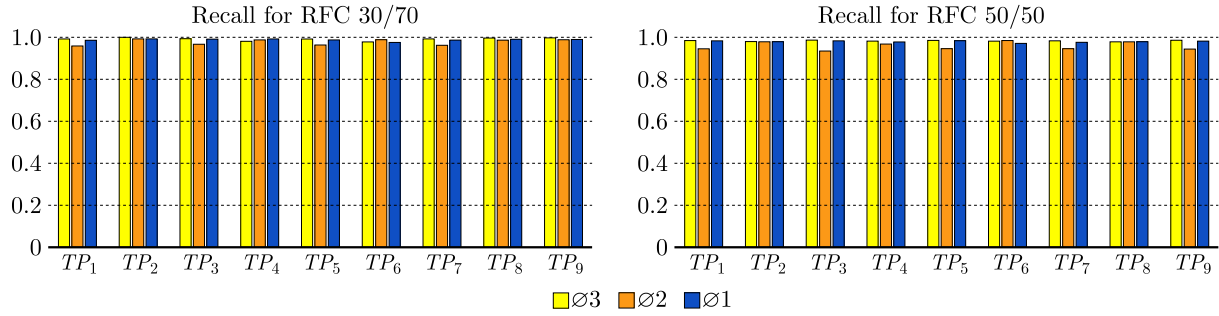 Recall for RFC 30/70
1.0
0.8
0.6
0.4
0.2
0
TP1 TP2 TP3 TP4 TP5 TP6 TP7 TP8 TP9
Recall for RFC 50/50
1.0
0.8
0.6
0.4
0.2
0
TP1 TP2 TP3 TP4 TP5 TP6 TP7 TP8 TP9
∅3 ∅2 ∅1